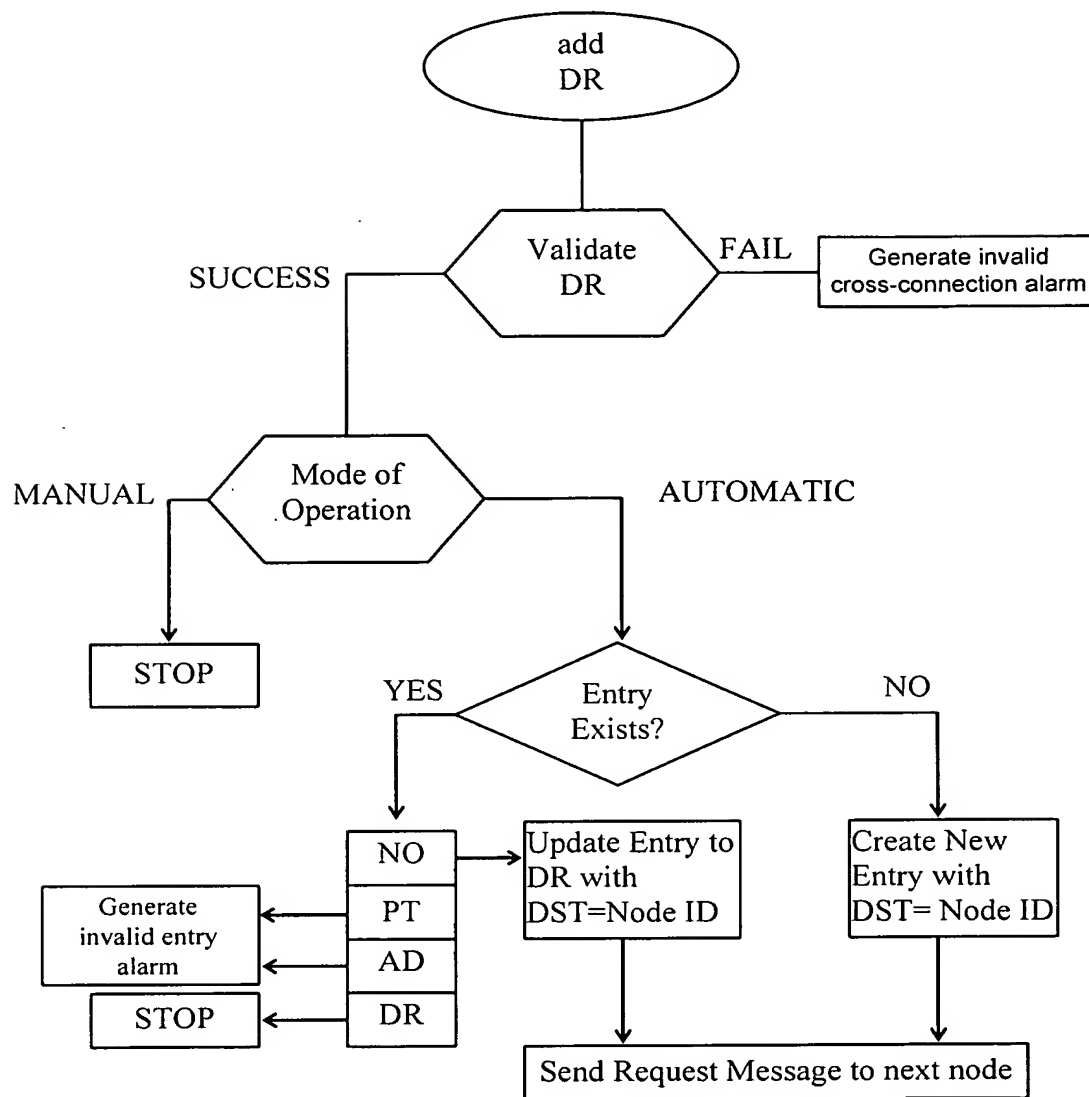 add
DR
Validate
DR
FAIL
Generate invalid
cross-connection alarm
SUCCESS
Mode of
Operation
MANUAL
AUTOMATIC
STOP
YES
Entry
Exists?
NO
NO
PT
AD
DR
Update Entry to
DR with
DST=Node ID
Create New
Entry with
DST= Node ID
Generate
invalid entry
alarm
STOP
Send Request Message to next node